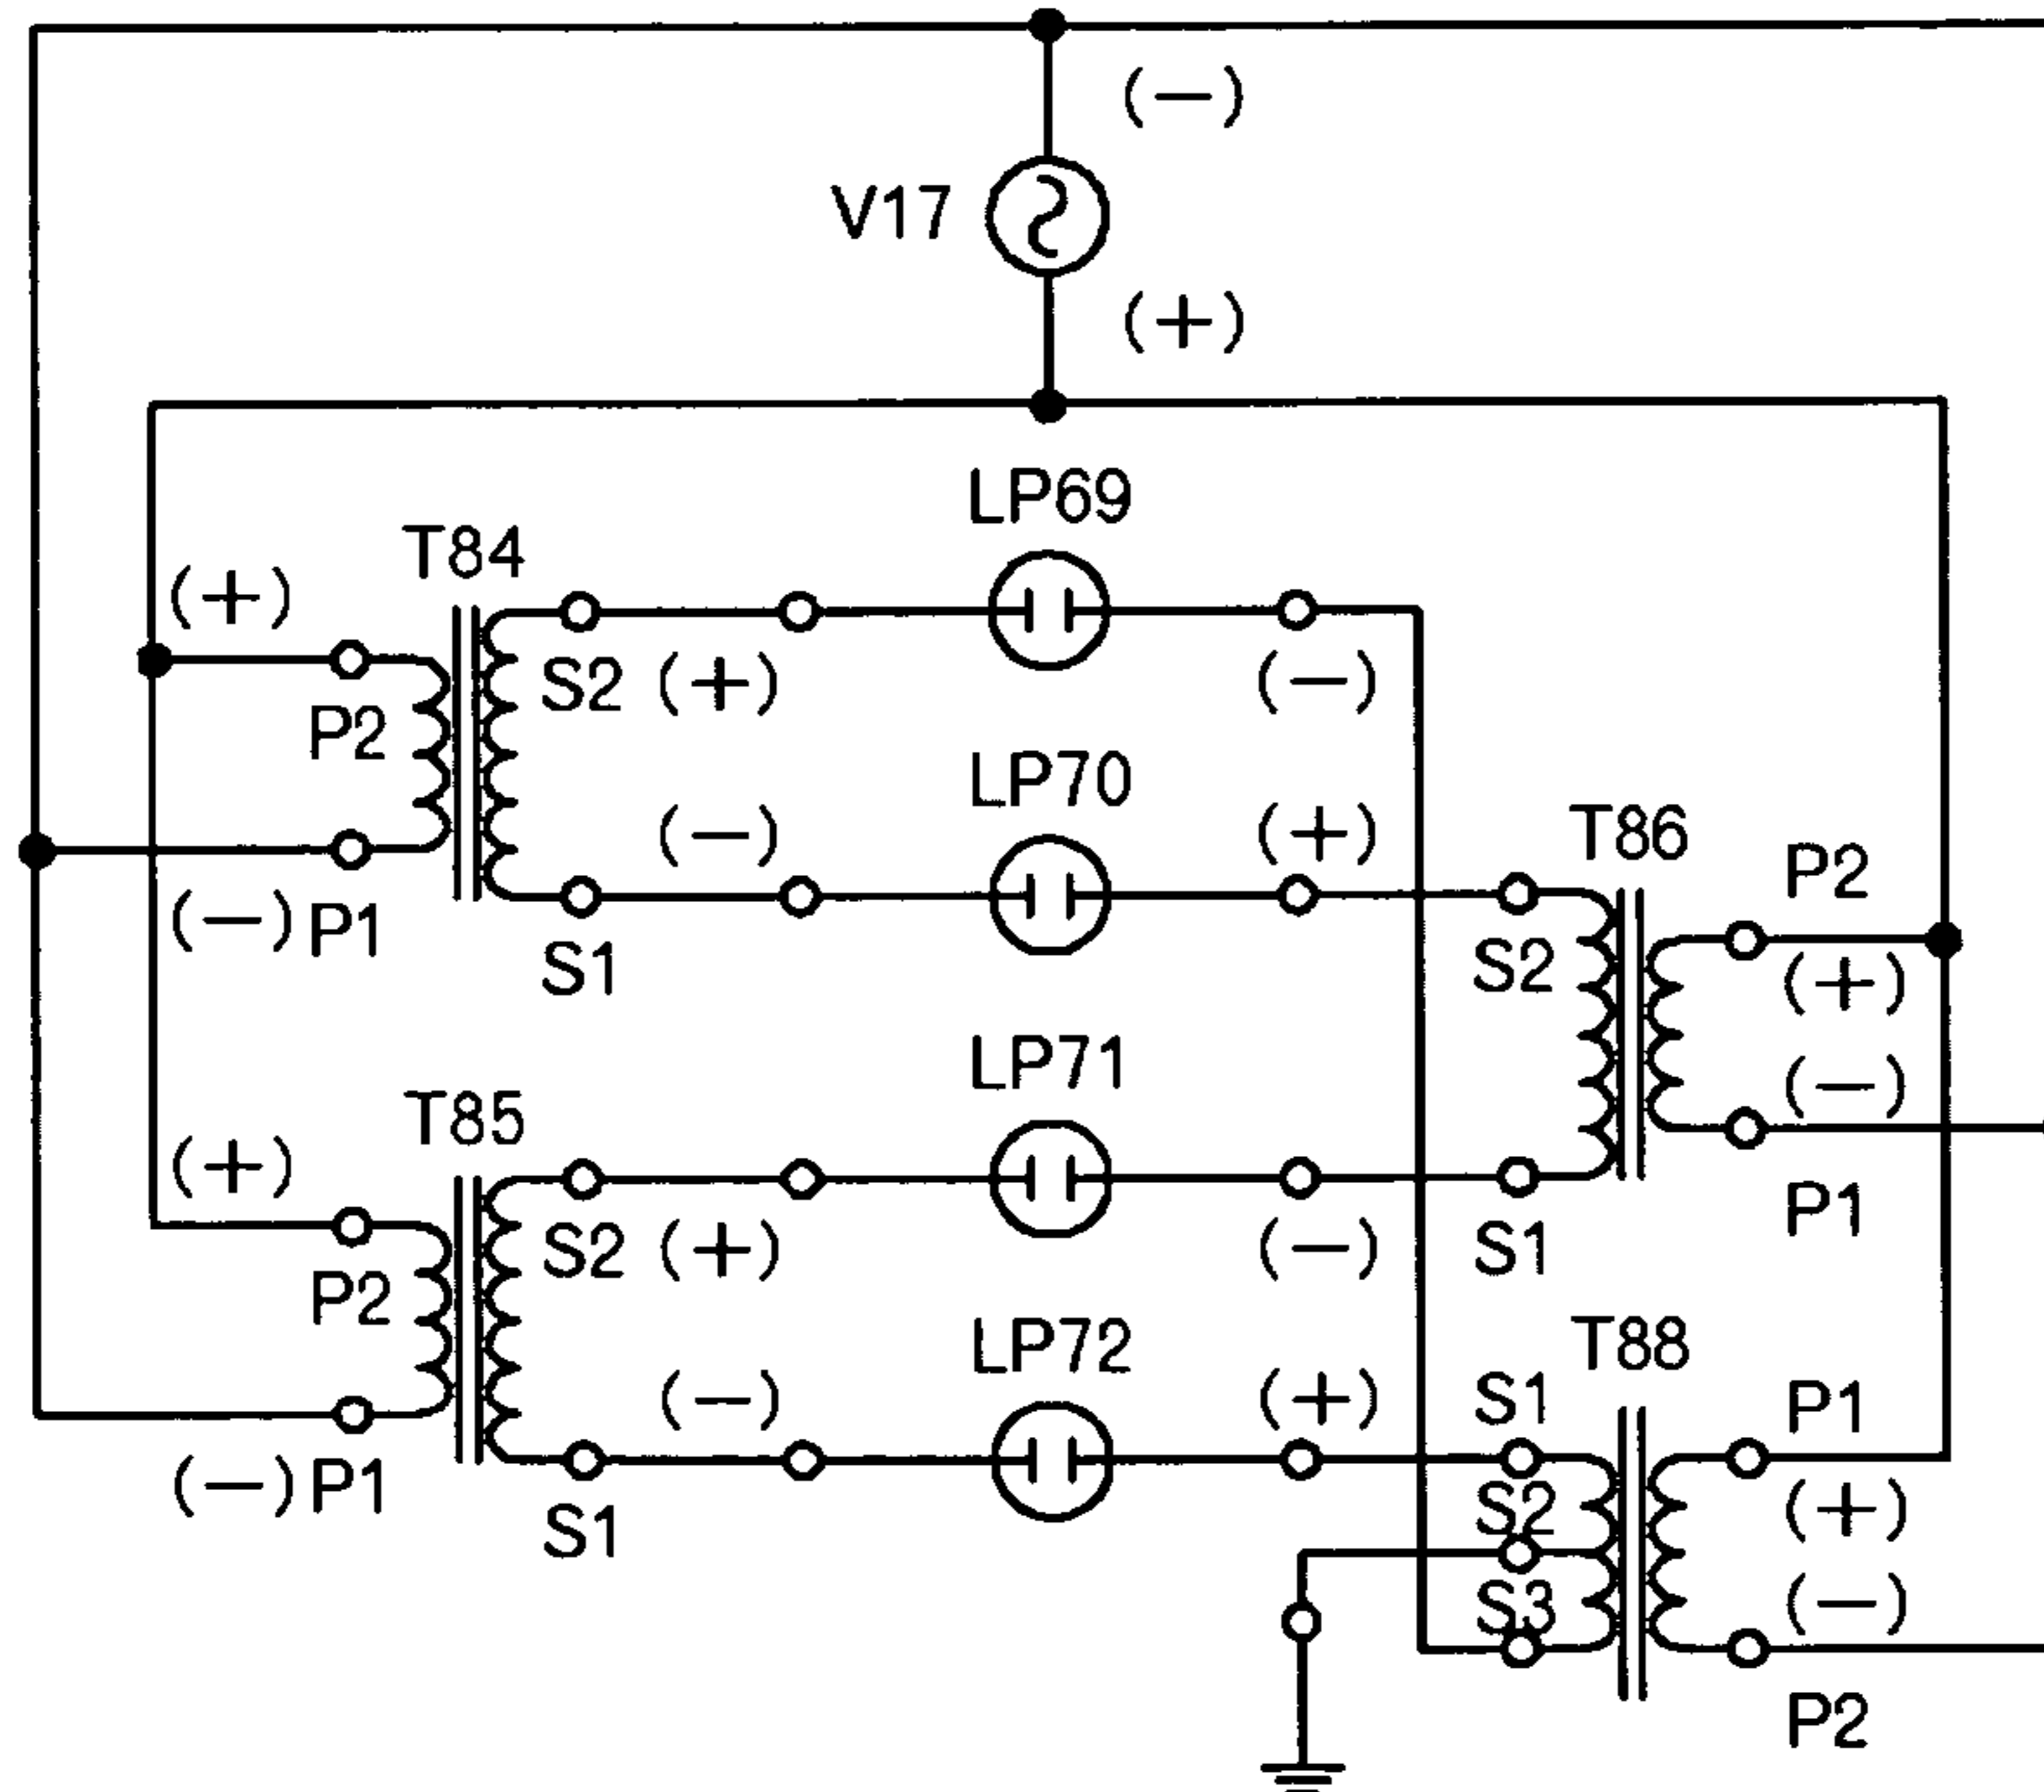 (−)
V17
(+)
LP69
T84
(+)
S2 (+)
(−)
P2
LP70
(−)
(+)
T86
P2
(−) P1
S1
S2
(+)
LP71
(−)
T85
(+)
P1
S2 (+)
(−)
S1
P2
LP72
T88
(−)
(+)
S1
P1
(−) P1
S2
(+)
S1
S3
(−)
P2